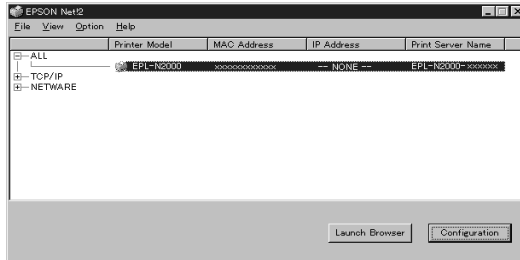 EPSON Net!2
File View Option Help
Printer Model MAC Address IP Address Print Server Name
ALL
EPL-N2000 xxxxxxxxxxxx -- NONE -- EPL-N2000-xxxxxx
TCP/IP
NETWARE
Launch Browser Configuration